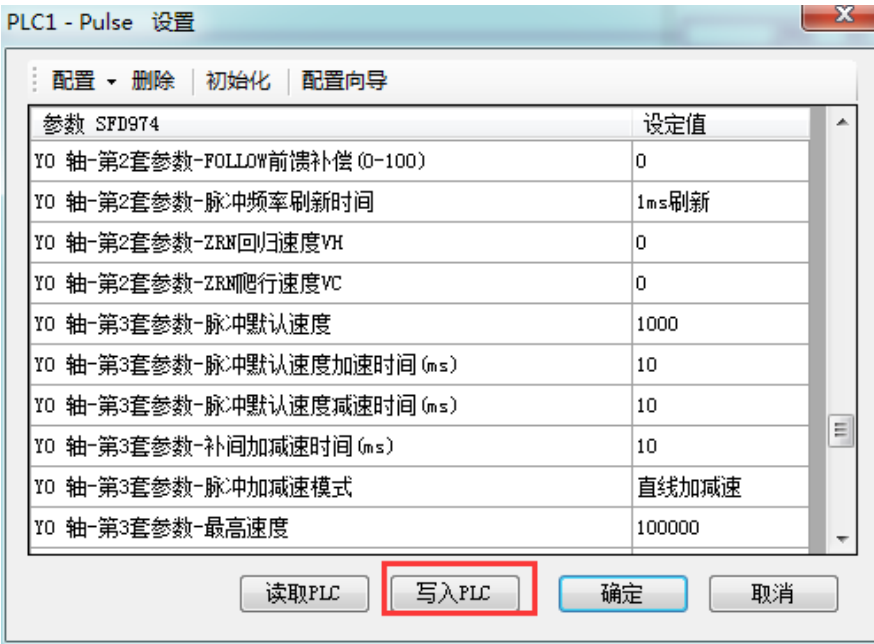 PLC1 - Pulse 设置
X
配置 删除 初始化 配置向导
参数 SFD974 设定值
Y0 轴-第2套参数-FOLLOW前馈补偿(0-100) 0
Y0 轴-第2套参数-脉冲频率刷新时间 1ms刷新
Y0 轴-第2套参数-ZRN回归速度VH 0
Y0 轴-第2套参数-ZRN爬行速度VC 0
Y0 轴-第3套参数-脉冲默认速度 1000
Y0 轴-第3套参数-脉冲默认速度加速时间(ms) 10
Y0 轴-第3套参数-脉冲默认速度减速时间(ms) 10
Y0 轴-第3套参数-补间加减速时间(ms) 10
Y0 轴-第3套参数-脉冲加减速模式 直线加减速
Y0 轴-第3套参数-最高速度 100000
读取PLC 写入PLC 确定 取消